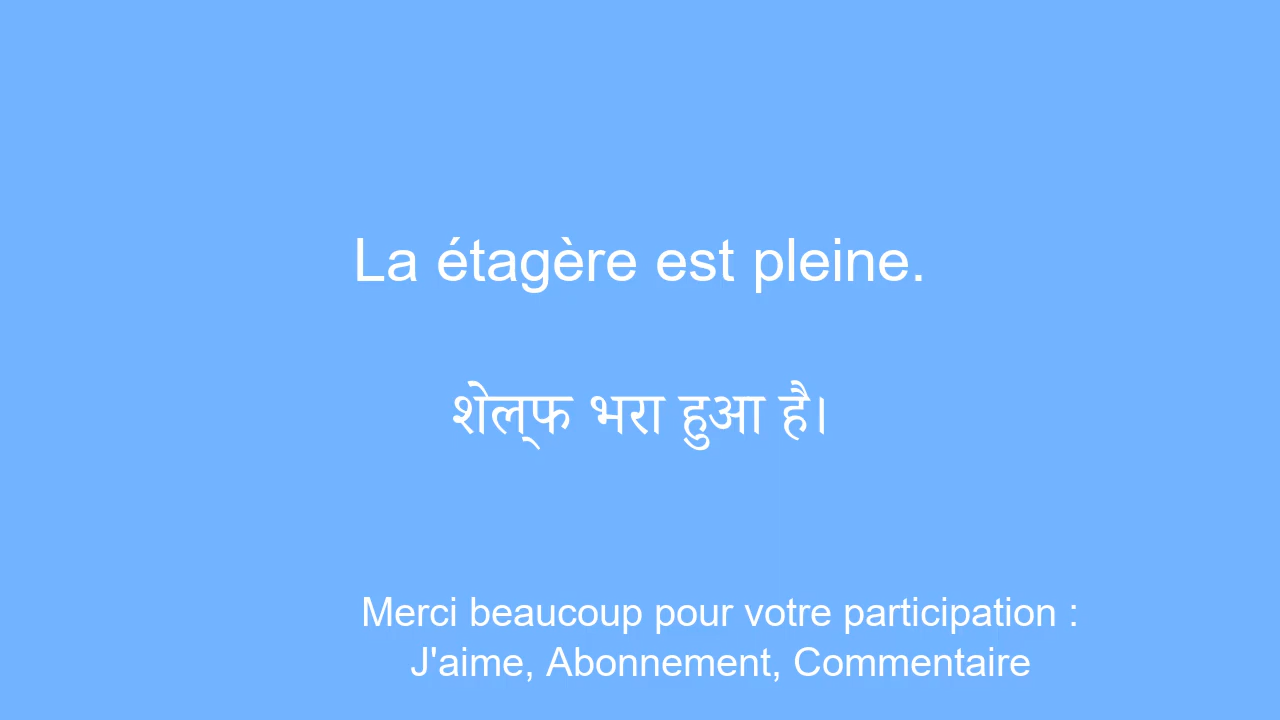 La étagère est pleine.
शेल्फ भरा हुआ है।
Merci beaucoup pour votre participation :
J'aime, Abonnement, Commentaire